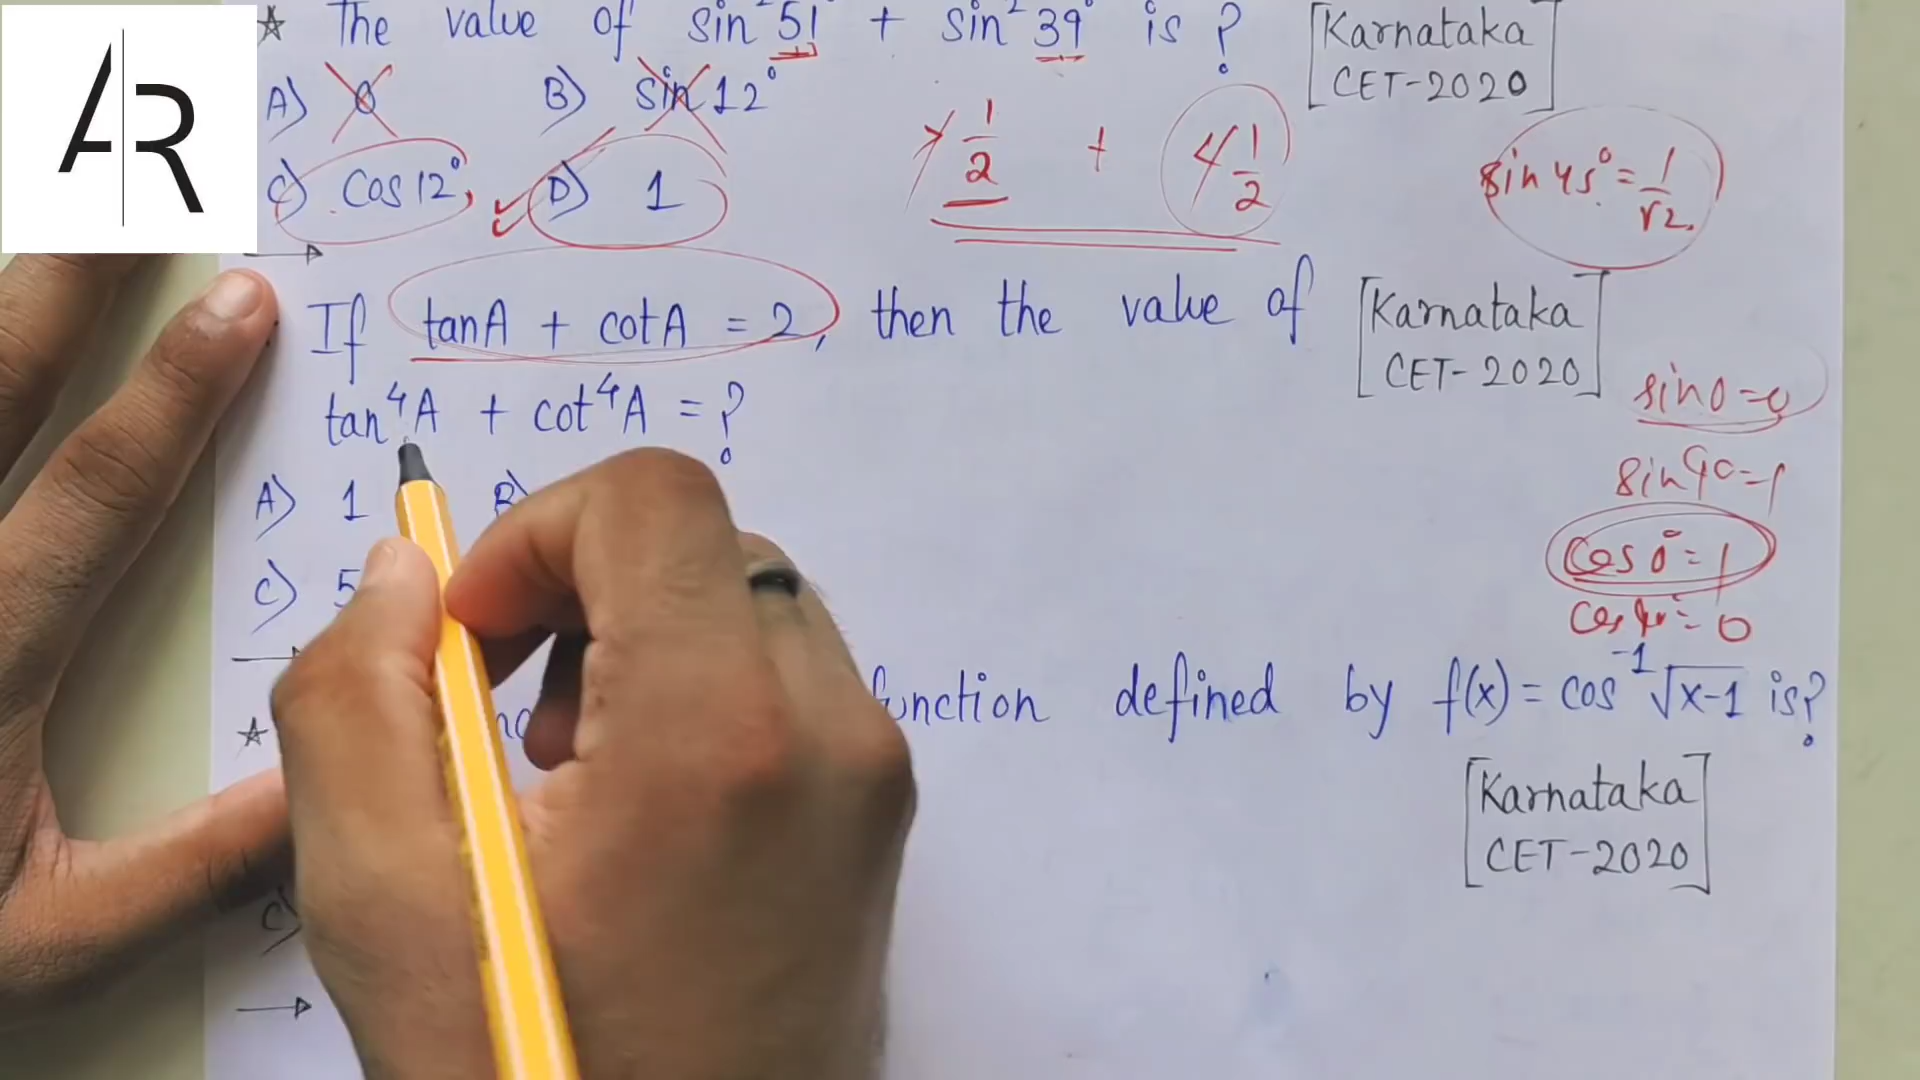 AR
The value of sin²51° + sin²39° is ?
[Karnataka CET-2020]
A) 0 B) sin 12°
C) cos 12° D) 1
1/2 + 1/2
sin 45° = 1/√2
If tanA + cotA = 2, then the value of
tan⁴A + cot⁴A = ?
[Karnataka CET-2020]
sin 0 = 0
sin 90 = 1
cos 0° = 1
A) 1 B)
C) 5
function defined by f(x) = cos⁻¹√x-1 is?
[Karnataka CET-2020]
C)